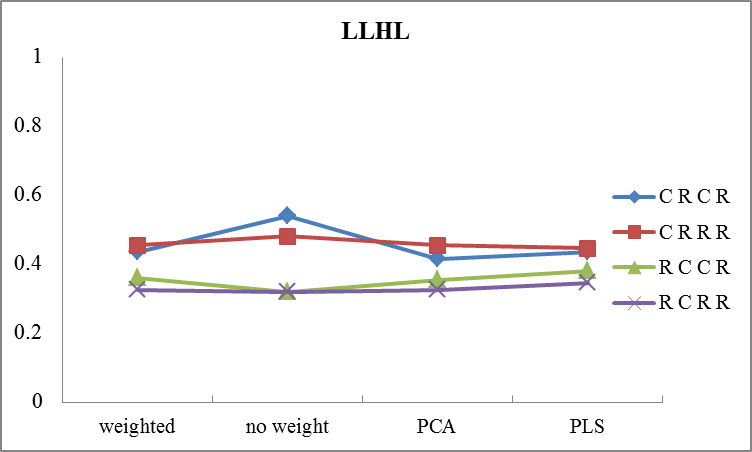 LLHL
1
0.8
0.6
0.4
0.2
0
weighted no weight PCA PLS
C R C R
C R R R
R C C R
R C R R